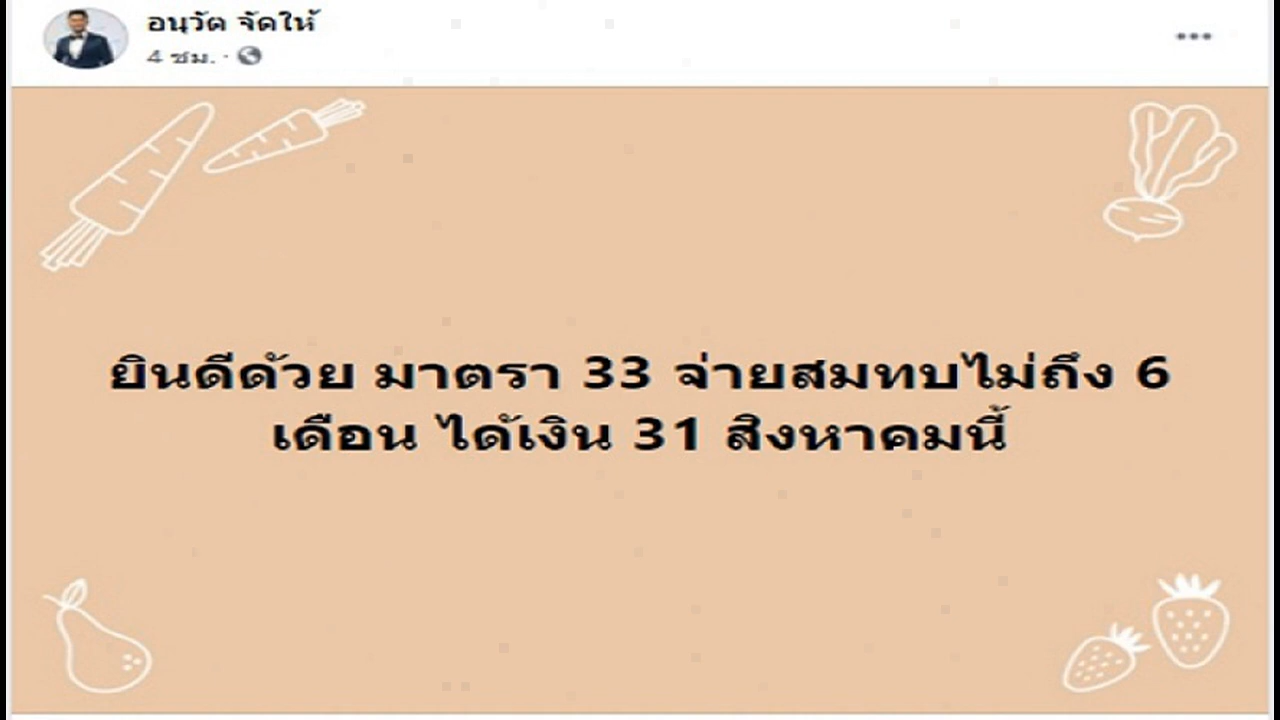 อนุวัต จัดให้
4 ชม. ·
ยินดีด้วย มาตรา 33 จ่ายสมทบไม่ถึง 6
เดือน ได้เงิน 31 สิงหาคมนี้